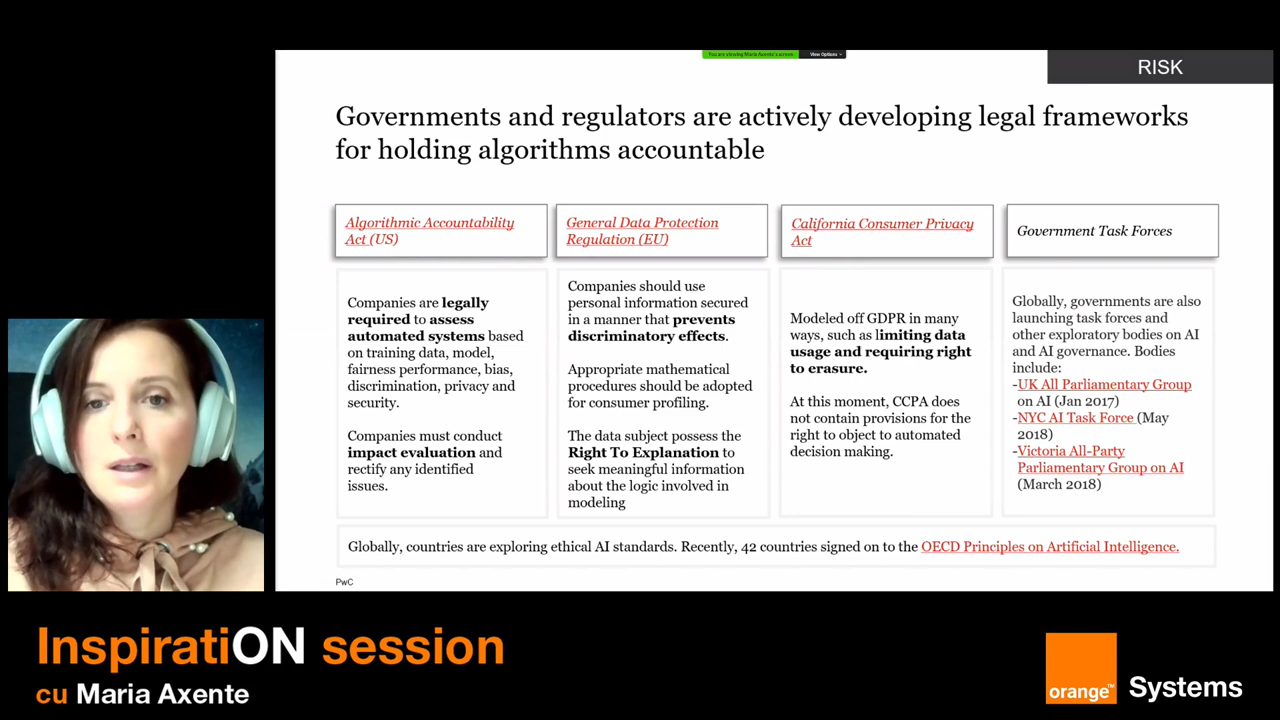 You are viewing Maria Axente's screen
View Options
RISK
Governments and regulators are actively developing legal frameworks
for holding algorithms accountable
Algorithmic Accountability
Act (US)
Companies are legally
required to assess
automated systems based
on training data, model,
fairness performance, bias,
discrimination, privacy and
security.
Companies must conduct
impact evaluation and
rectify any identified
issues.
General Data Protection
Regulation (EU)
Companies should use
personal information secured
in a manner that prevents
discriminatory effects.
Appropriate mathematical
procedures should be adopted
for consumer profiling.
The data subject possess the
Right To Explanation to
seek meaningful information
about the logic involved in
modeling
California Consumer Privacy
Act
Modeled off GDPR in many
ways, such as limiting data
usage and requiring right
to erasure.
At this moment, CCPA does
not contain provisions for the
right to object to automated
decision making.
Government Task Forces
Globally, governments are also
launching task forces and
other exploratory bodies on AI
and AI governance. Bodies
include:
-UK All Parliamentary Group
on AI (Jan 2017)
-NYC AI Task Force (May
2018)
-Victoria All-Party
Parliamentary Group on AI
(March 2018)
Globally, countries are exploring ethical AI standards. Recently, 42 countries signed on to the OECD Principles on Artificial Intelligence.
PwC
InspiratiON session
cu Maria Axente
orange™
Systems